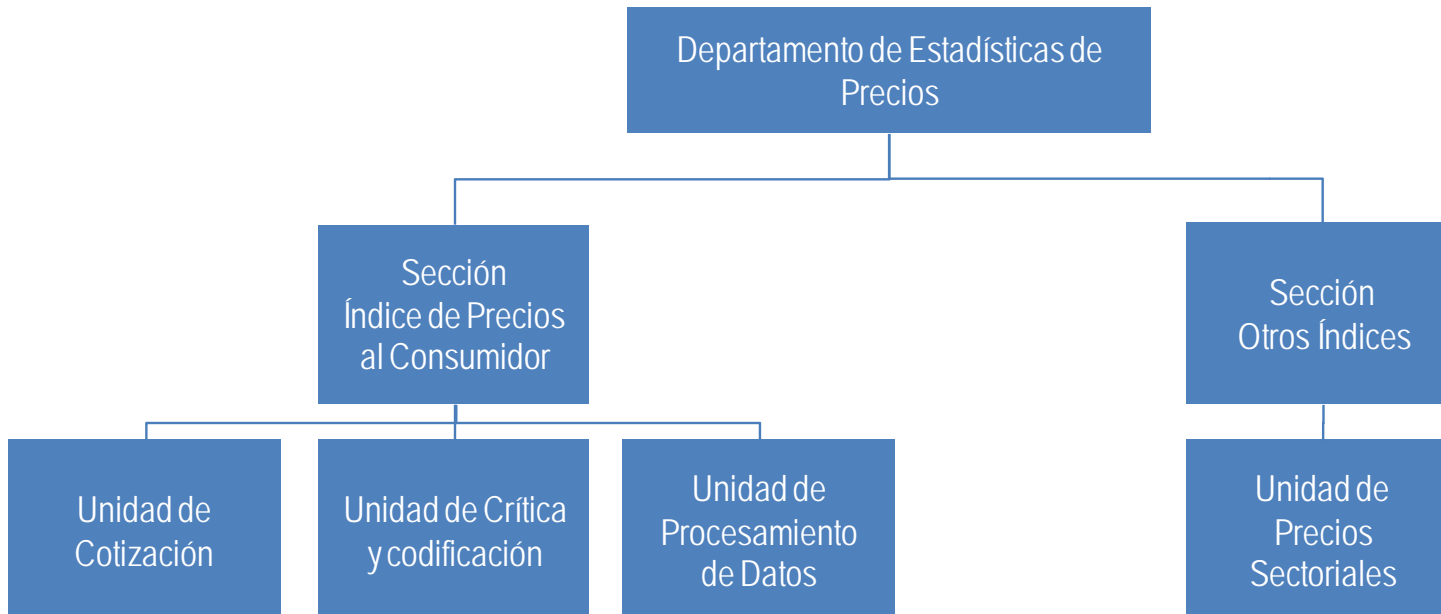 Departamento de Estadísticas de
Precios
Sección
Índice de Precios
al Consumidor
Sección
Otros Índices
Unidad de
Cotización
Unidad de Crítica
y codificación
Unidad de
Procesamiento
de Datos
Unidad de
Precios
Sectoriales